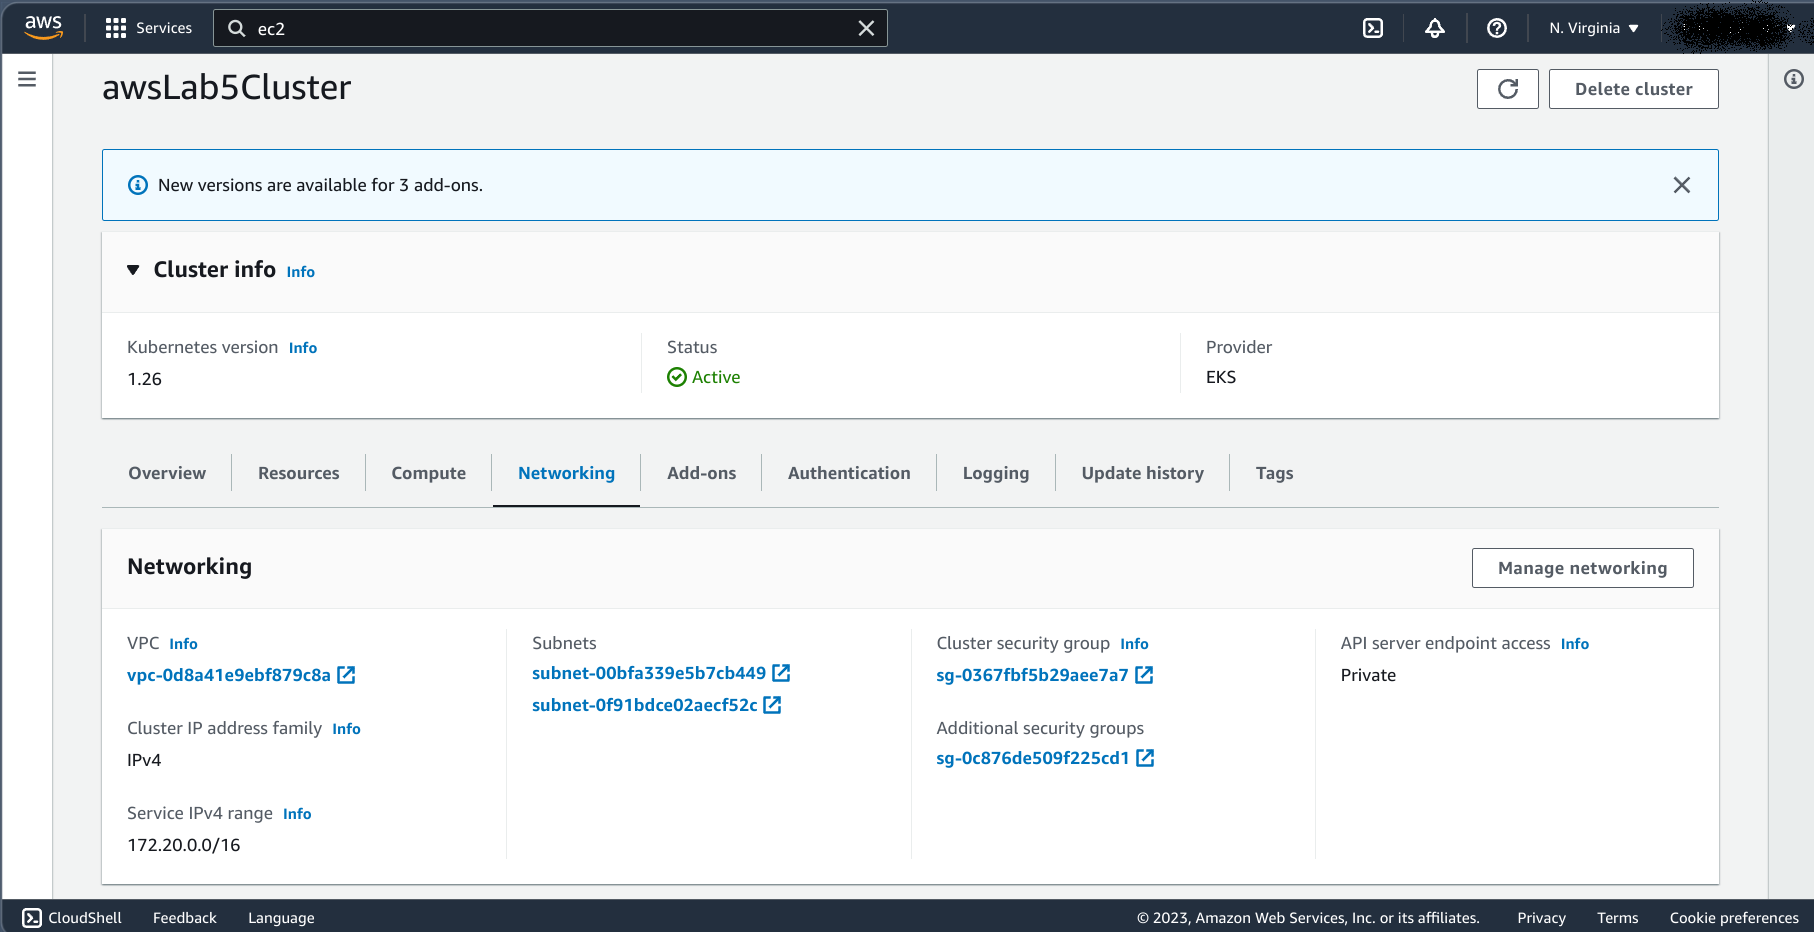 aws Services ec2 N. Virginia
awsLab5Cluster
Delete cluster
New versions are available for 3 add-ons.
Cluster info Info
Kubernetes version Info
1.26
Status
Active
Provider
EKS
Overview Resources Compute Networking Add-ons Authentication Logging Update history Tags
Networking
Manage networking
VPC Info
vpc-0d8a41e9ebf879c8a
Cluster IP address family Info
IPv4
Service IPv4 range Info
172.20.0.0/16
Subnets
subnet-00bfa339e5b7cb449
subnet-0f91bdce02aecf52c
Cluster security group Info
sg-0367fbf5b29aee7a7
Additional security groups
sg-0c876de509f225cd1
API server endpoint access Info
Private
CloudShell Feedback Language © 2023, Amazon Web Services, Inc. or its affiliates. Privacy Terms Cookie preferences